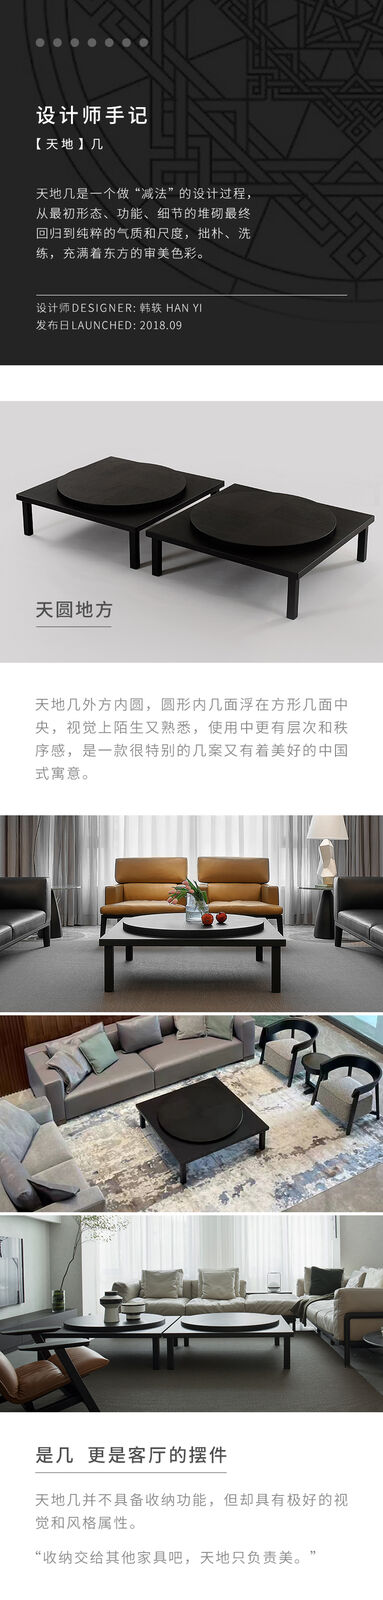 设计师手记
【天地】几
天地几是一个做“减法”的设计过程，
从最初形态、功能、细节的堆砌最终
回归到纯粹的气质和尺度，拙朴、洗
练，充满着东方的审美色彩。
设计师DESIGNER: 韩轶 HAN YI
发布日LAUNCHED: 2018.09
天圆地方
天地几外方内圆，圆形内几面浮在方形几面中
央，视觉上陌生又熟悉，使用中更有层次和秩
序感，是一款很特别的几案又有着美好的中国
式寓意。
是几 更是客厅的摆件
天地几并不具备收纳功能，但却具有极好的视
觉和风格属性。
“收纳交给其他家具吧，天地只负责美。”